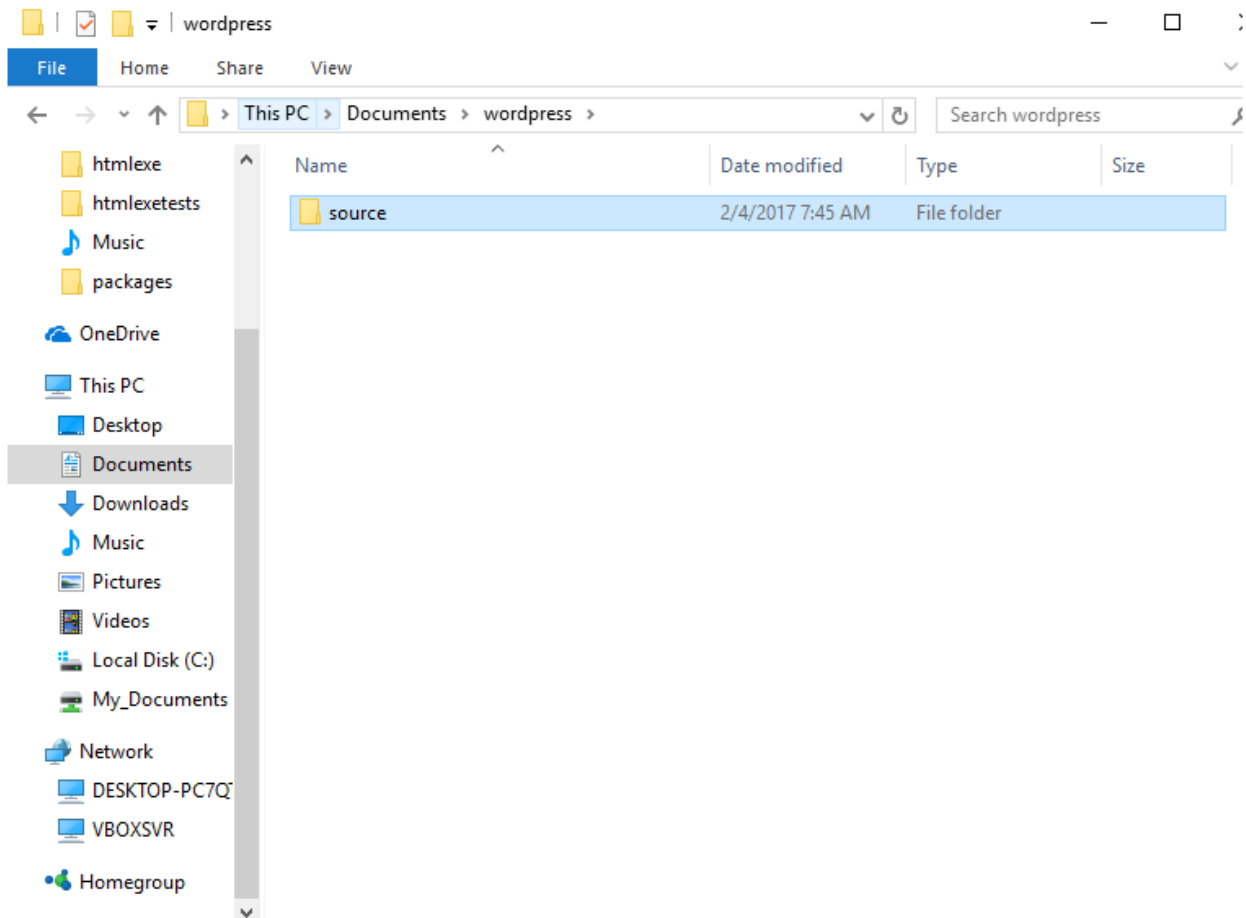 wordpress
File Home Share View
This PC Documents wordpress Search wordpress
Name Date modified Type Size
source 2/4/2017 7:45 AM File folder
htmlexe
htmlexetests
Music
packages
OneDrive
This PC
Desktop
Documents
Downloads
Music
Pictures
Videos
Local Disk (C:)
My_Documents
Network
DESKTOP-PC7Q
VBOXSVR
Homegroup